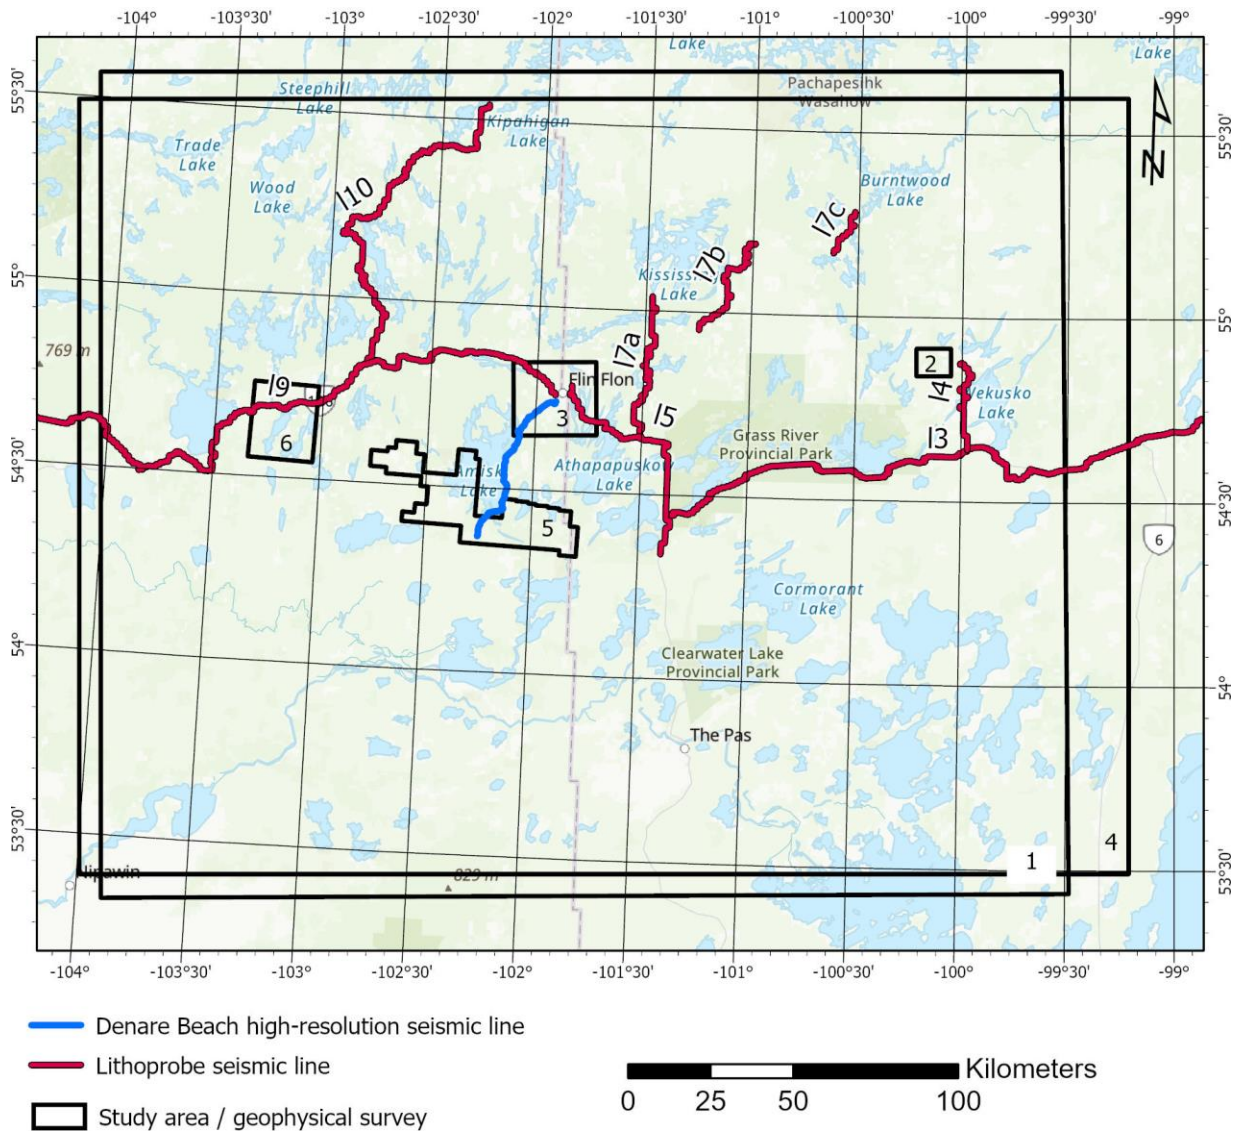 -104° -103°30' -103° -102°30' -102° -101°30' -101° -100°30' -100° -99°30' -99°
Lake
Lake
55°30'
Steephill
Lake
Pachapesihk
Wasahow
Kipahigan
Lake
55°30'
N
Trade
Lake
Wood
Lake
Burntwood
Lake
l10
l7c
l7b
55°
Lake
55°
769 m
l7a
Flin Flon
2
l9
l4
Wekusko
Lake
3
l5
l3
6
Grass River
Provincial Park
54°30'
Amisk
Lake
Athapapuskow
Lake
54°30'
5
6
Cormorant
Lake
54°
Clearwater Lake
Provincial Park
54°
The Pas
53°30'
4
1
53°30'
Nipawin
829 m
-104° -103°30' -103° -102°30' -102° -101°30' -101° -100°30' -100° -99°30' -99°
Denare Beach high-resolution seismic line
Lithoprobe seismic line
Study area / geophysical survey
Kilometers
0 25 50 100